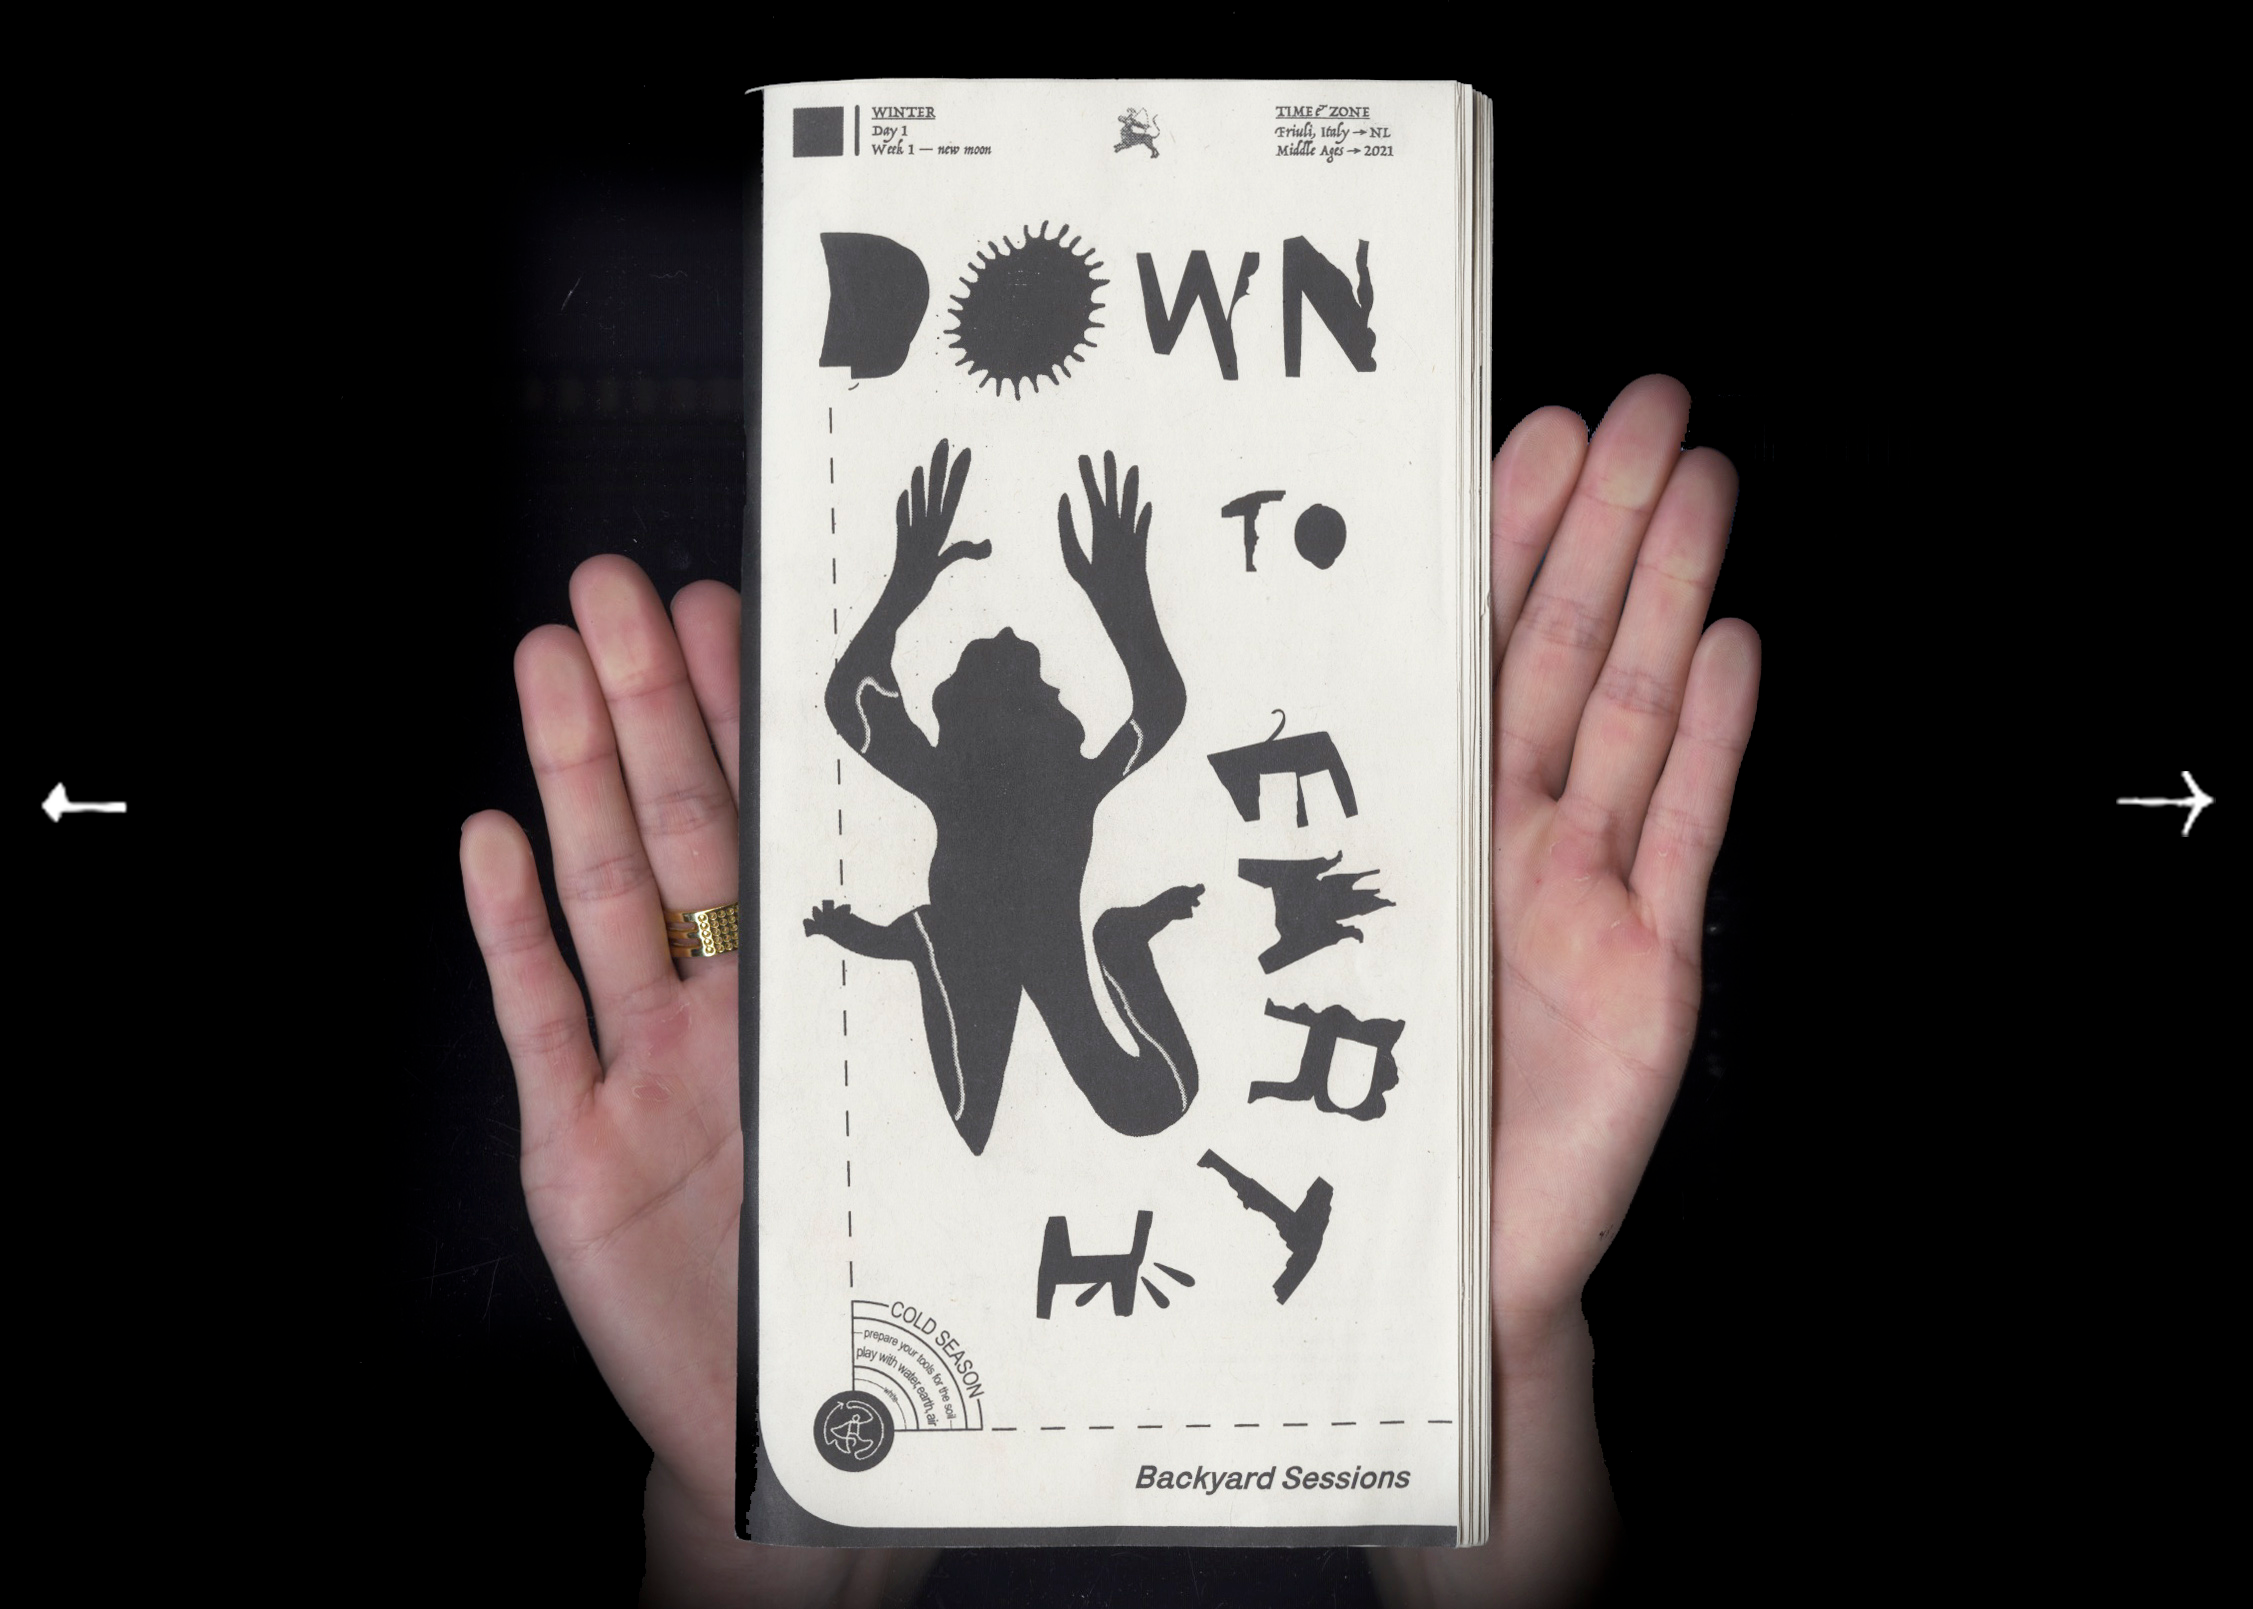 WINTER
Day 1
Week 1 — new moon
TIME & ZONE
Friuli, Italy → NL
Middle Ages → 2021
DOWN
TO
EARTH
COLD SEASON
prepare your tools for the soil
play with water, earth, air
white
Backyard Sessions